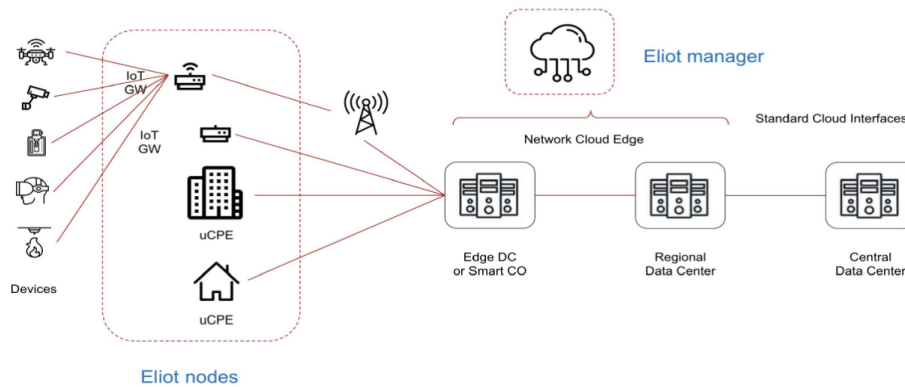 Eliot manager
IoT
GW
Standard Cloud Interfaces
Network Cloud Edge
IoT
GW
uCPE
Edge DC
or Smart CO
Regional
Data Center
Central
Data Center
Devices
uCPE
Eliot nodes